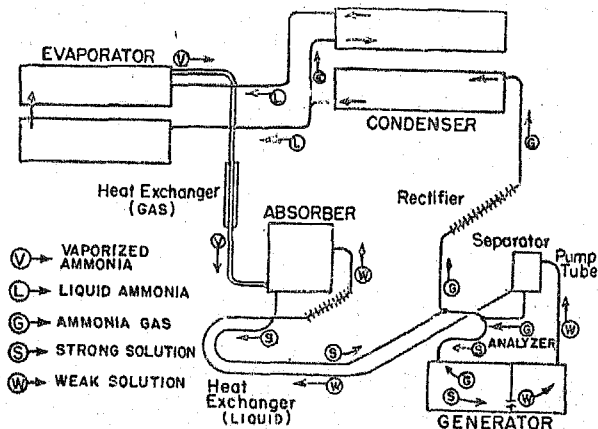 EVAPORATOR
V
G
L
L
CONDENSER
G
Heat Exchanger
(GAS)
Rectifier
ABSORBER
Separator
Pump
Tube
V
W
G
W
V VAPORIZED
AMMONIA
L LIQUID AMMONIA
G AMMONIA GAS
S STRONG SOLUTION
W WEAK SOLUTION
S
S
G
S
ANALYZER
W
Heat
Exchanger
(LIQUID)
G
S
W
GENERATOR